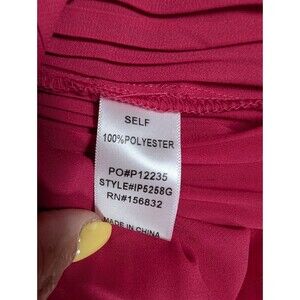 SELF
100%POLYESTER
PO#P12235
STYLE#IP5258G
RN#156832
MADE IN CHINA